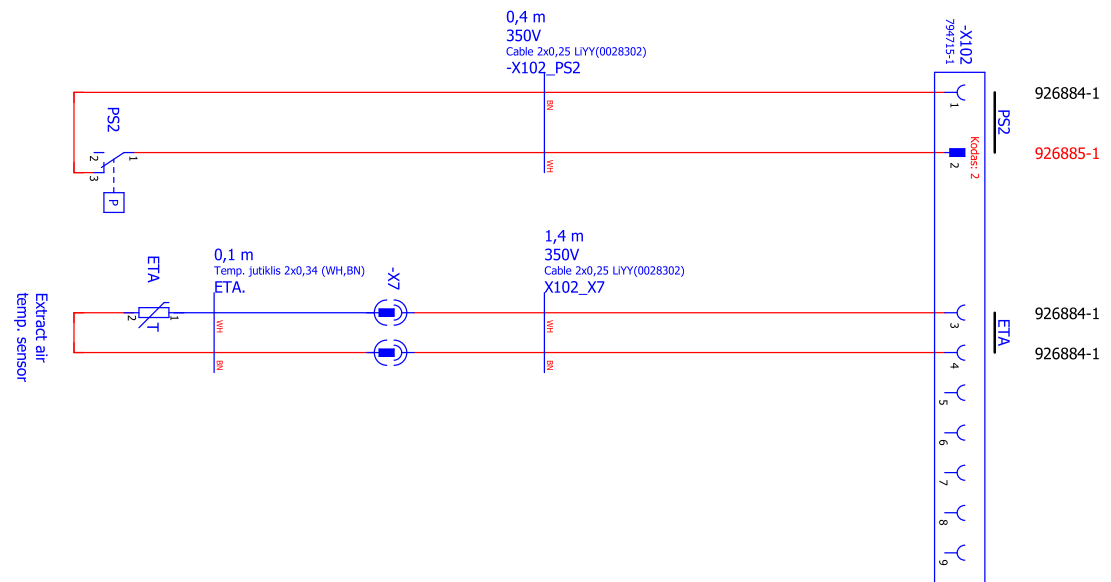 0,4 m
350V
Cable 2x0,25 LiYY(0028302)
-X102_PS2
-X102
794715-1
926884-1
1
BN
PS2
PS2
Kodas: 2
926885-1
2
WH
1
2
3
P
1,4 m
350V
Cable 2x0,25 LiYY(0028302)
X102_X7
0,1 m
Temp. jutiklis 2x0,34 (WH,BN)
ETA.
-X7
ETA
1
2
T
WH
BN
WH
BN
Extract air
temp. sensor
926884-1
3
ETA
926884-1
4
5
6
7
8
9